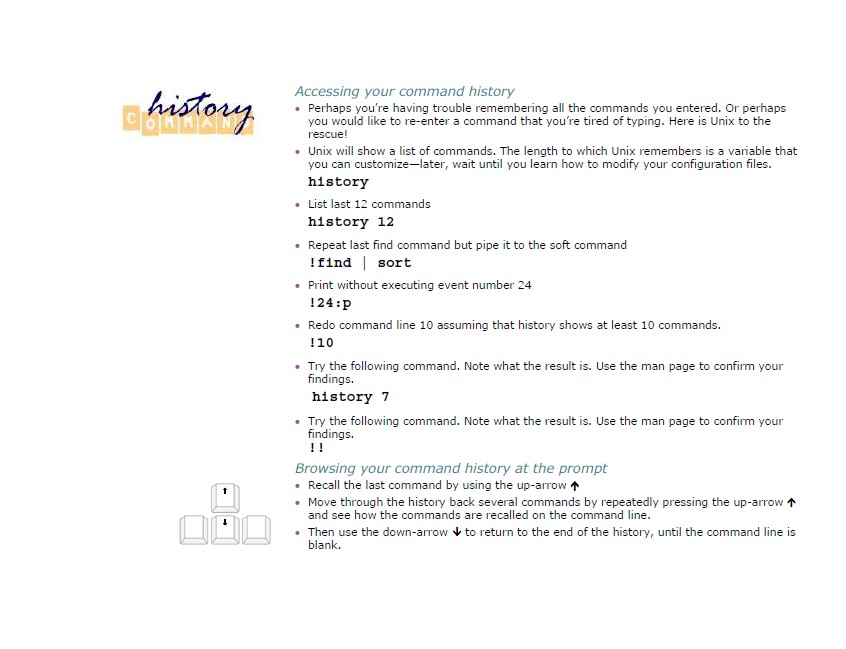 history
COMMAND
Accessing your command history
• Perhaps you’re having trouble remembering all the commands you entered. Or perhaps
you would like to re-enter a command that you’re tired of typing. Here is Unix to the
rescue!
• Unix will show a list of commands. The length to which Unix remembers is a variable that
you can customize—later, wait until you learn how to modify your configuration files.
history
• List last 12 commands
history 12
• Repeat last find command but pipe it to the soft command
!find | sort
• Print without executing event number 24
!24:p
• Redo command line 10 assuming that history shows at least 10 commands.
!10
• Try the following command. Note what the result is. Use the man page to confirm your
findings.
history 7
• Try the following command. Note what the result is. Use the man page to confirm your
findings.
!!
Browsing your command history at the prompt
• Recall the last command by using the up-arrow ↑
• Move through the history back several commands by repeatedly pressing the up-arrow ↑
and see how the commands are recalled on the command line.
• Then use the down-arrow ↓ to return to the end of the history, until the command line is
blank.
↑
↓